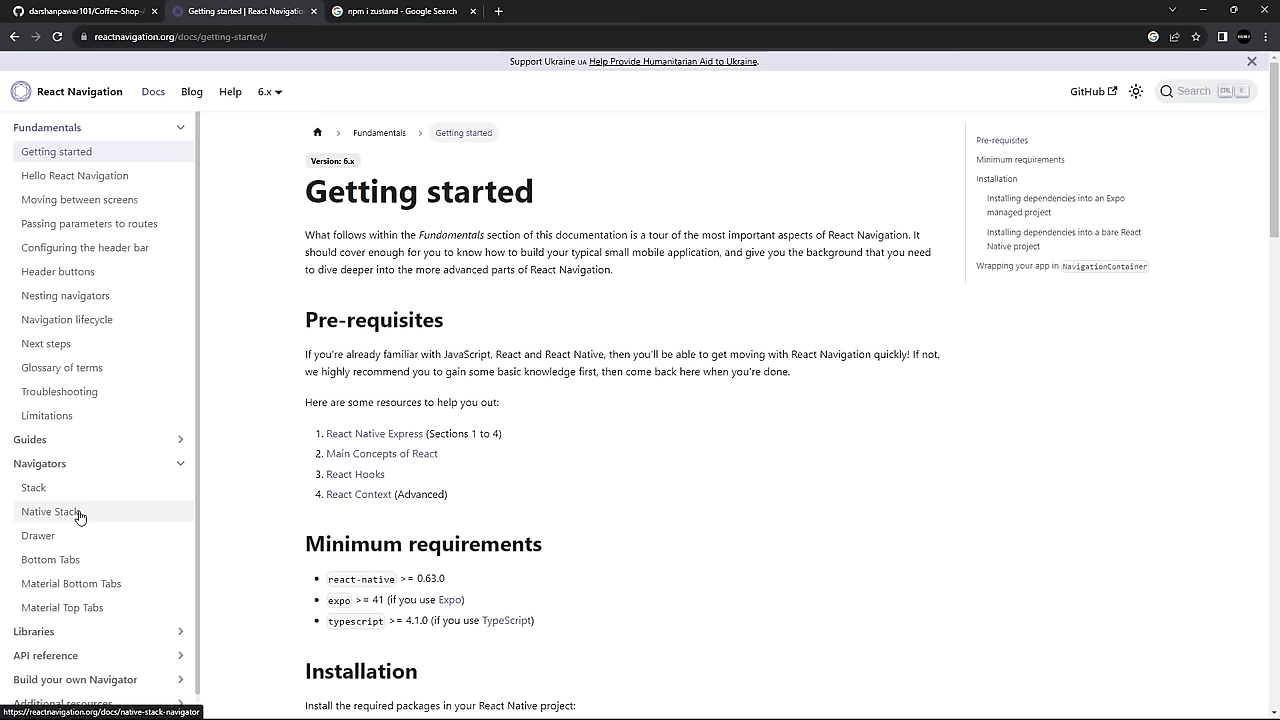 darshanpawar101/Coffee-Shop-
Getting started | React Navigatio
npm i zustand - Google Search
reactnavigation.org/docs/getting-started/
Support Ukraine UA Help Provide Humanitarian Aid to Ukraine.
React Navigation
Docs
Blog
Help
6.x
GitHub
Search
CTRL
K
Fundamentals
Getting started
Hello React Navigation
Moving between screens
Passing parameters to routes
Configuring the header bar
Header buttons
Nesting navigators
Navigation lifecycle
Next steps
Glossary of terms
Troubleshooting
Limitations
Guides
Navigators
Stack
Native Stack
Drawer
Bottom Tabs
Material Bottom Tabs
Material Top Tabs
Libraries
API reference
Build your own Navigator
Additional resources
https://reactnavigation.org/docs/native-stack-navigator
Fundamentals
Getting started
Version: 6.x
Getting started
What follows within the Fundamentals section of this documentation is a tour of the most important aspects of React Navigation. It
should cover enough for you to know how to build your typical small mobile application, and give you the background that you need
to dive deeper into the more advanced parts of React Navigation.
Pre-requisites
If you're already familiar with JavaScript, React and React Native, then you'll be able to get moving with React Navigation quickly! If not,
we highly recommend you to gain some basic knowledge first, then come back here when you're done.
Here are some resources to help you out:
1. React Native Express (Sections 1 to 4)
2. Main Concepts of React
3. React Hooks
4. React Context (Advanced)
Minimum requirements
react-native >= 0.63.0
expo >= 41 (if you use Expo)
typescript >= 4.1.0 (if you use TypeScript)
Installation
Install the required packages in your React Native project:
Pre-requisites
Minimum requirements
Installation
Installing dependencies into an Expo
managed project
Installing dependencies into a bare React
Native project
Wrapping your app in NavigationContainer